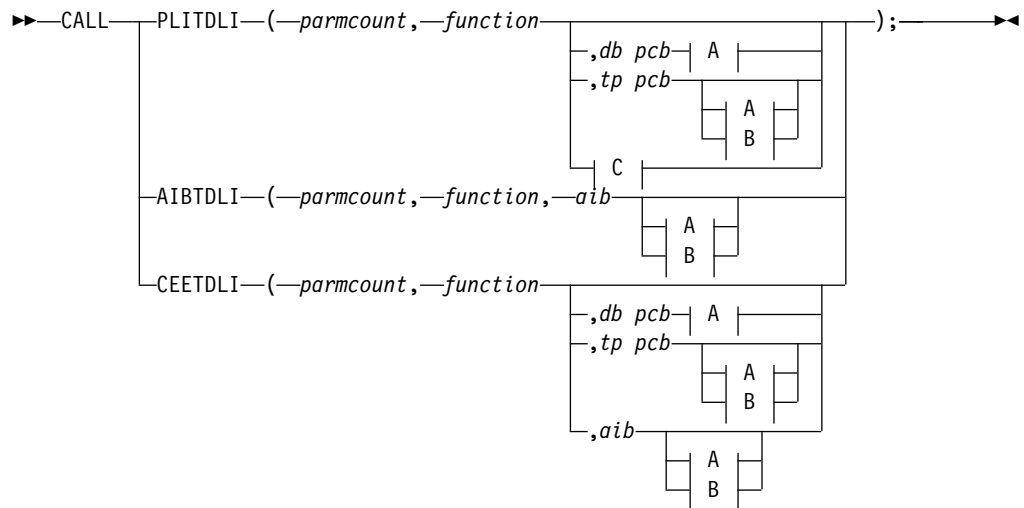 CALL PLITDLI ( parmcount, function );
,db pcb A
,tp pcb
A
B
C
AIBTDLI ( parmcount, function, aib
A
B
CEETDLI ( parmcount, function
,db pcb A
,tp pcb
A
B
,aib
A
B